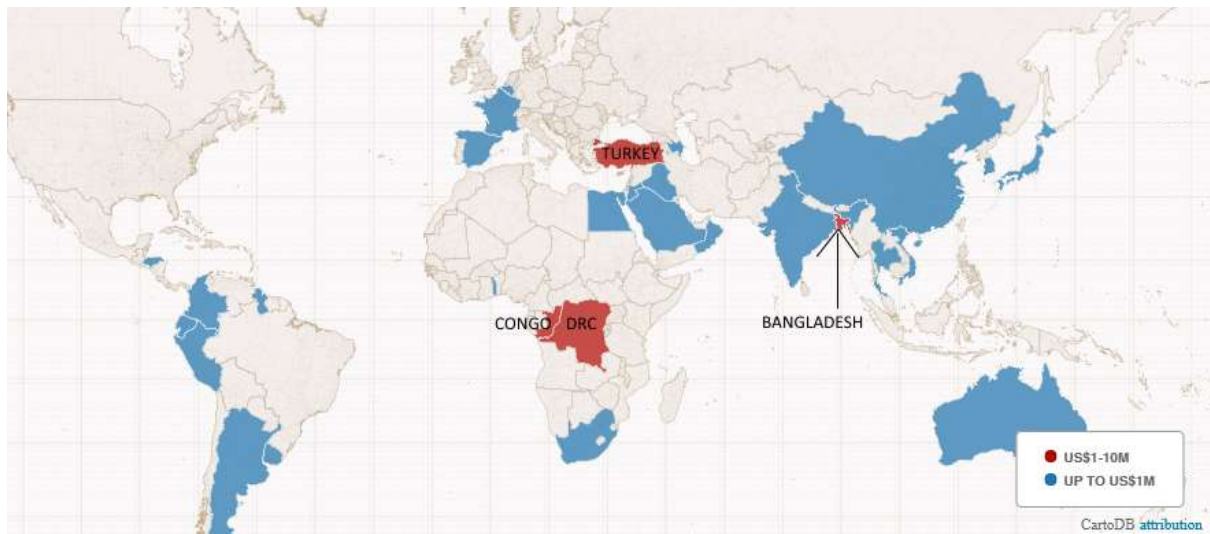 TURKEY
CONGO DRC
BANGLADESH
US$1-10M
UP TO US$1M
CartoDB attribution